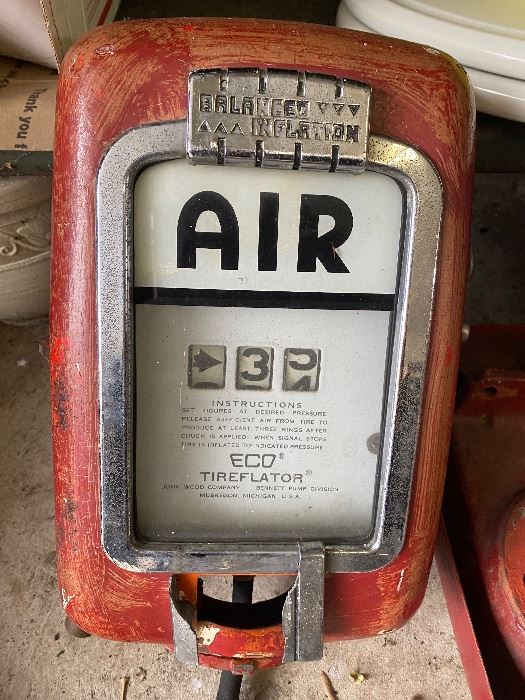 BALANCED
INFLATION
AIR
3
INSTRUCTIONS
SET FIGURES AT DESIRED PRESSURE
RELEASE SUFFICIENT AIR FROM TIRE TO
PRODUCE AT LEAST THREE RINGS AFTER
CHUCK IS APPLIED. WHEN SIGNAL STOPS
TIRE IS INFLATED TO INDICATED PRESSURE
ECO®
TIREFLATOR®
JOHN WOOD COMPANY BENNETT PUMP DIVISION
MUSKEGON, MICHIGAN, U.S.A.
Thank you f